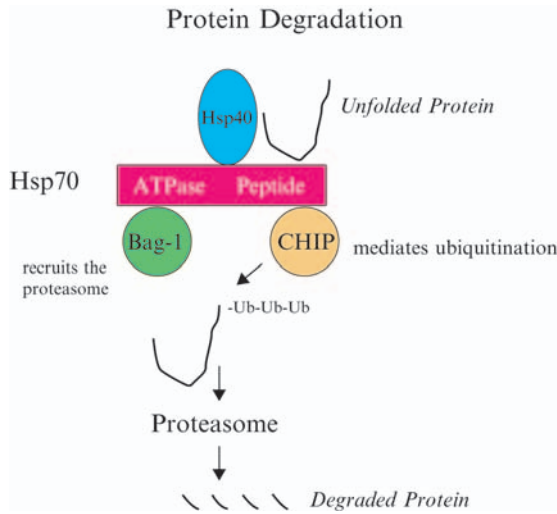 Protein Degradation
Hsp40
Unfolded Protein
Hsp70
ATPase Peptide
Bag-1
CHIP
mediates ubiquitination
recruits the
proteasome
-Ub-Ub-Ub
Proteasome
Degraded Protein